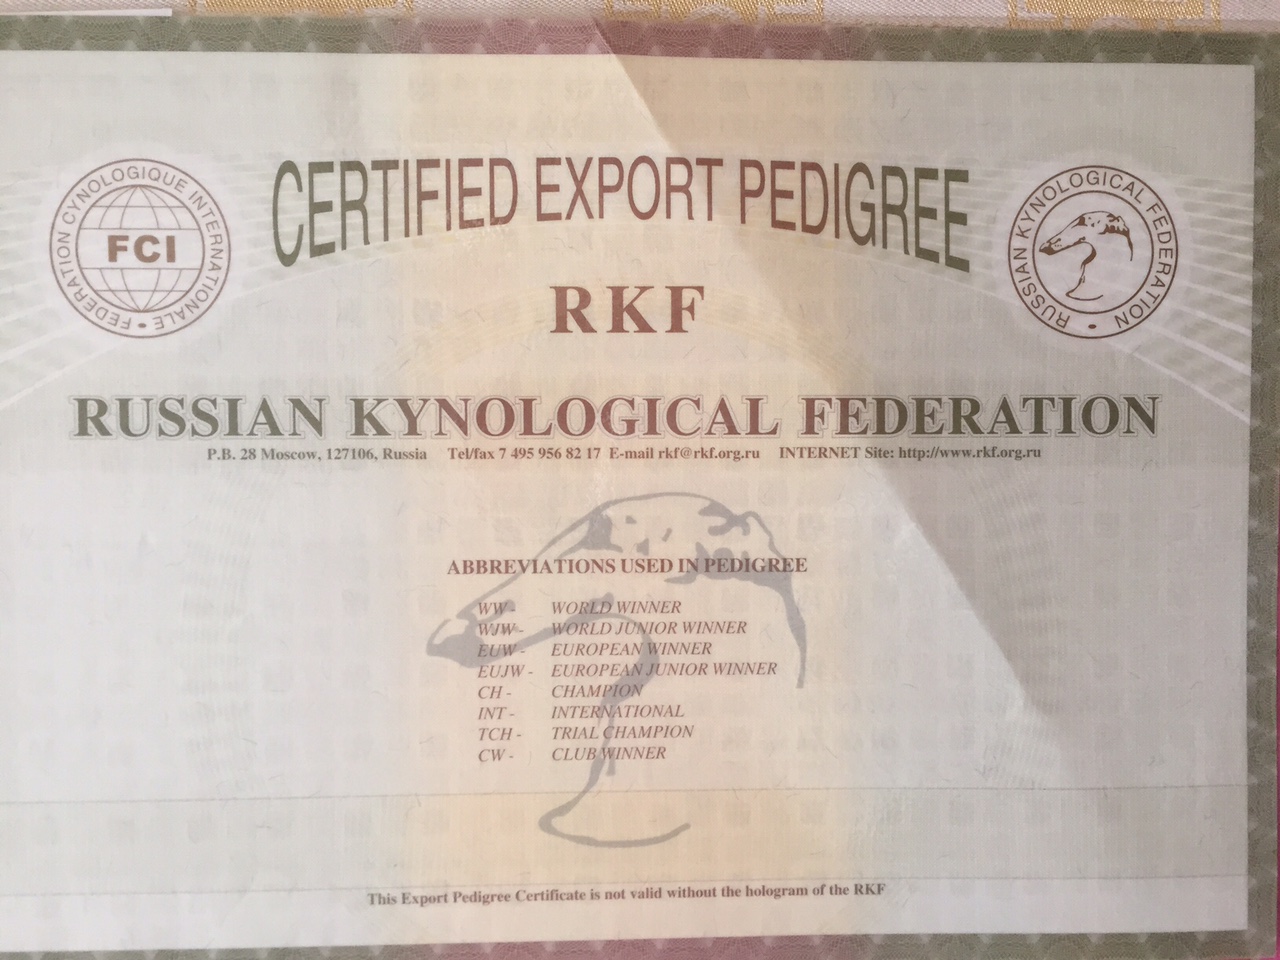 CERTIFIED EXPORT PEDIGREE
FEDERATION CYNOLOGIQUE INTERNATIONALE
FCI
RUSSIAN KYNOLOGICAL FEDERATION
RKF
RUSSIAN KYNOLOGICAL FEDERATION
P.B. 28 Moscow, 127106, Russia Tel/fax 7 495 956 82 17 E-mail rkf@rkf.org.ru INTERNET Site: http://www.rkf.org.ru
ABBREVIATIONS USED IN PEDIGREE
WW - WORLD WINNER
WJW - WORLD JUNIOR WINNER
EUW - EUROPEAN WINNER
EUJW - EUROPEAN JUNIOR WINNER
CH - CHAMPION
INT - INTERNATIONAL
TCH - TRIAL CHAMPION
CW - CLUB WINNER
This Export Pedigree Certificate is not valid without the hologram of the RKF